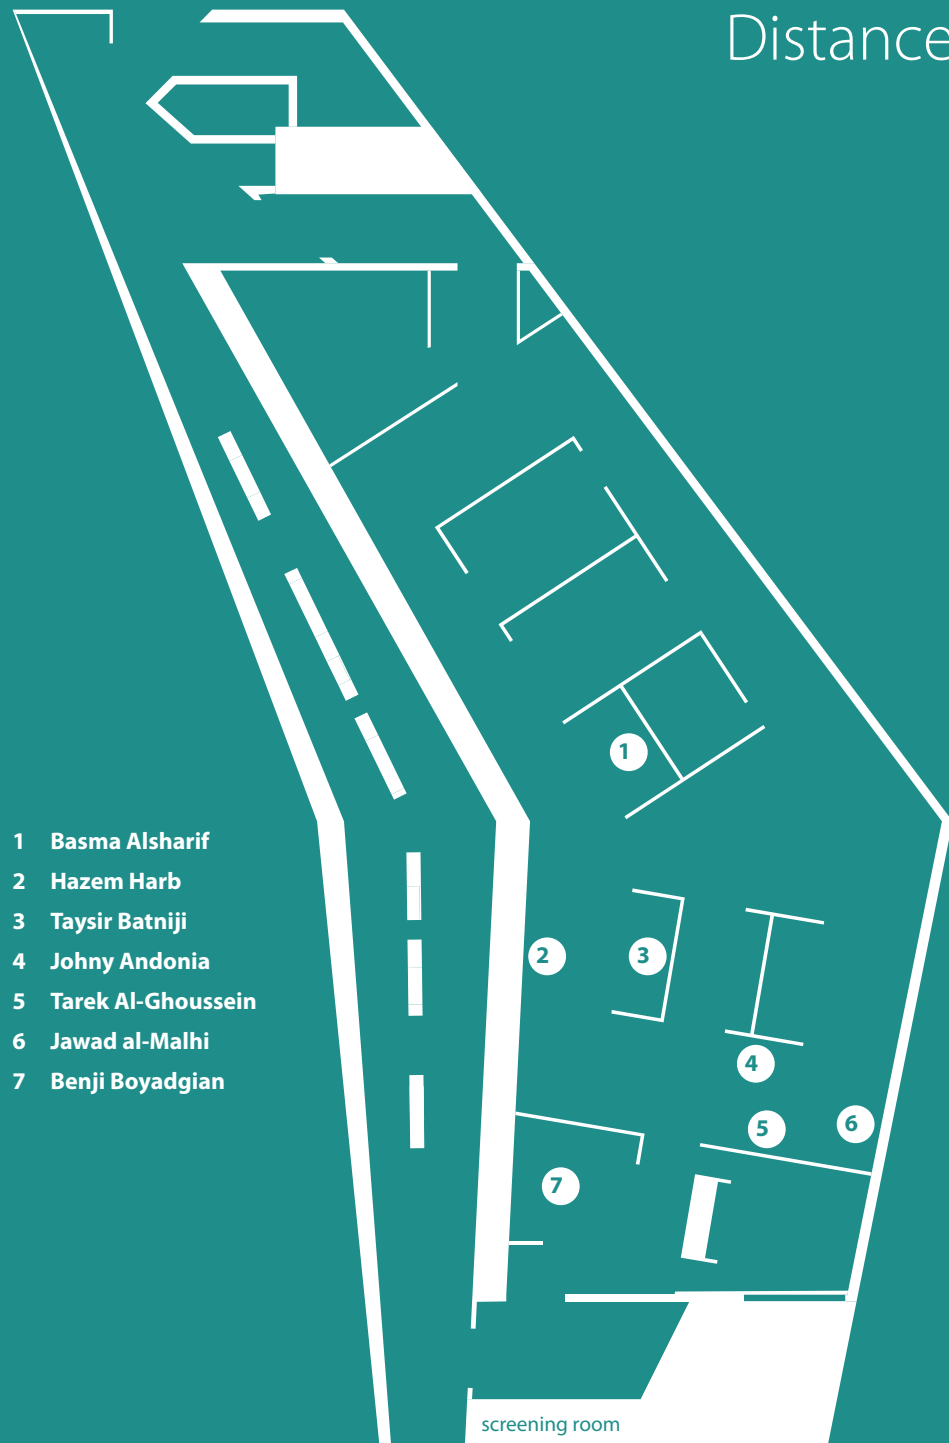 Distance
1 Basma Alsharif
2 Hazem Harb
3 Taysir Batniji
4 Johny Andonia
5 Tarek Al-Ghoussein
6 Jawad al-Malhi
7 Benji Boyadgian
1
2
3
4
5
6
7
screening room